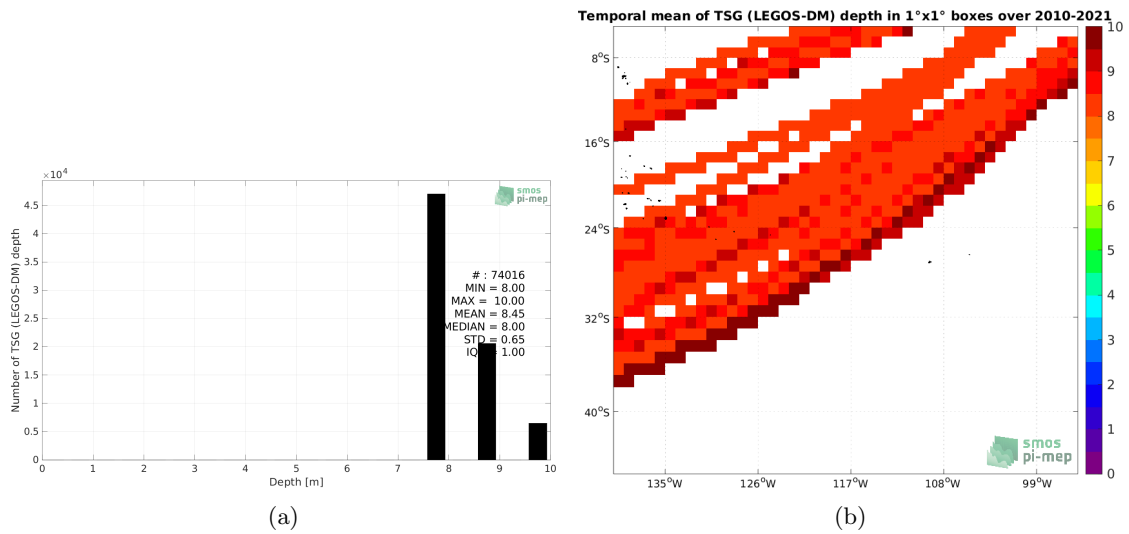 Temporal mean of TSG (LEGOS-DM) depth in 1°x1° boxes over 2010-2021
×10^4
Number of TSG (LEGOS-DM) depth
4.5
4
3.5
3
2.5
2
1.5
1
0.5
0
0 1 2 3 4 5 6 7 8 9 10
Depth [m]
smos
pi-mep
# : 74016
MIN = 8.00
MAX = 10.00
MEAN = 8.45
MEDIAN = 8.00
STD = 0.65
IQ = 1.00
(a)
8°S
16°S
24°S
32°S
40°S
135°W 126°W 117°W 108°W 99°W
smos
pi-mep
10
9
8
7
6
5
4
3
2
1
0
(b)